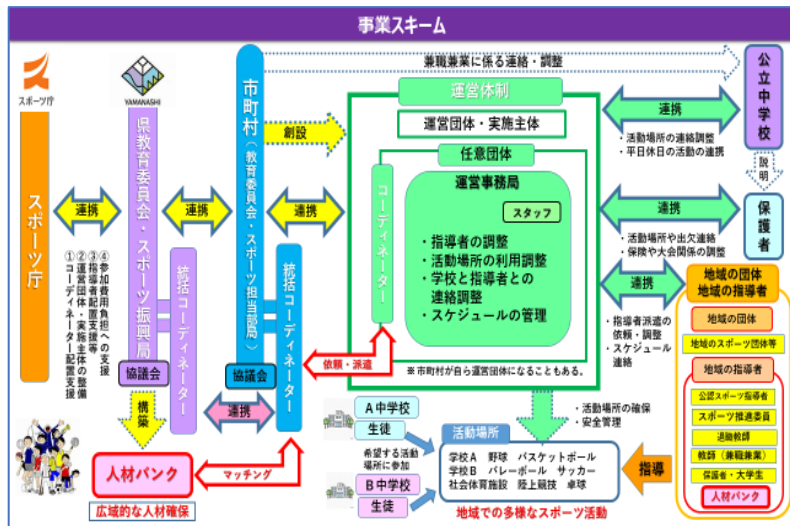 事業スキーム
スポーツ庁
スポーツ庁
連携
①コーディネーター配置支援
②運営団体・実施主体の整備
③指導者配置支援等
④参加費用負担への支援
YAMANASHI
県教育委員会・スポーツ振興局
統括コーディネーター
協議会
構築
人材バンク
広域的な人材確保
連携
連携
マッチング
市町村(教育委員会・スポーツ担当部局)
統括コーディネーター
協議会
兼職兼業に係る連絡・調整
創設
連携
依頼・派遣
運営体制
運営団体・実施主体
任意団体
コーディネーター
運営事務局
スタッフ
・指導者の調整
・活動場所の利用調整
・学校と指導者との
連絡調整
・スケジュールの管理
※市町村が自ら運営団体になることもある。
連携
・活動場所の連絡調整
・平日休日の活動の連携
公立中学校
説明
保護者
連携
・活動場所や出欠連絡
・保険や大会関係の調整
連携
・指導者派遣の
依頼・調整
・スケジュール
連絡
地域の団体
地域の指導者
地域の団体
地域のスポーツ団体等
地域の指導者
公認スポーツ指導者
スポーツ推進委員
退職教師
教師(兼職兼業)
保護者・大学生
人材バンク
指導
・活動場所の確保
・安全管理
A中学校
生徒
希望する活動
場所に参加
B中学校
生徒
活動場所
学校A 野球 バスケットボール
学校B バレーボール サッカー
社会体育施設 陸上競技 卓球
地域での多様なスポーツ活動